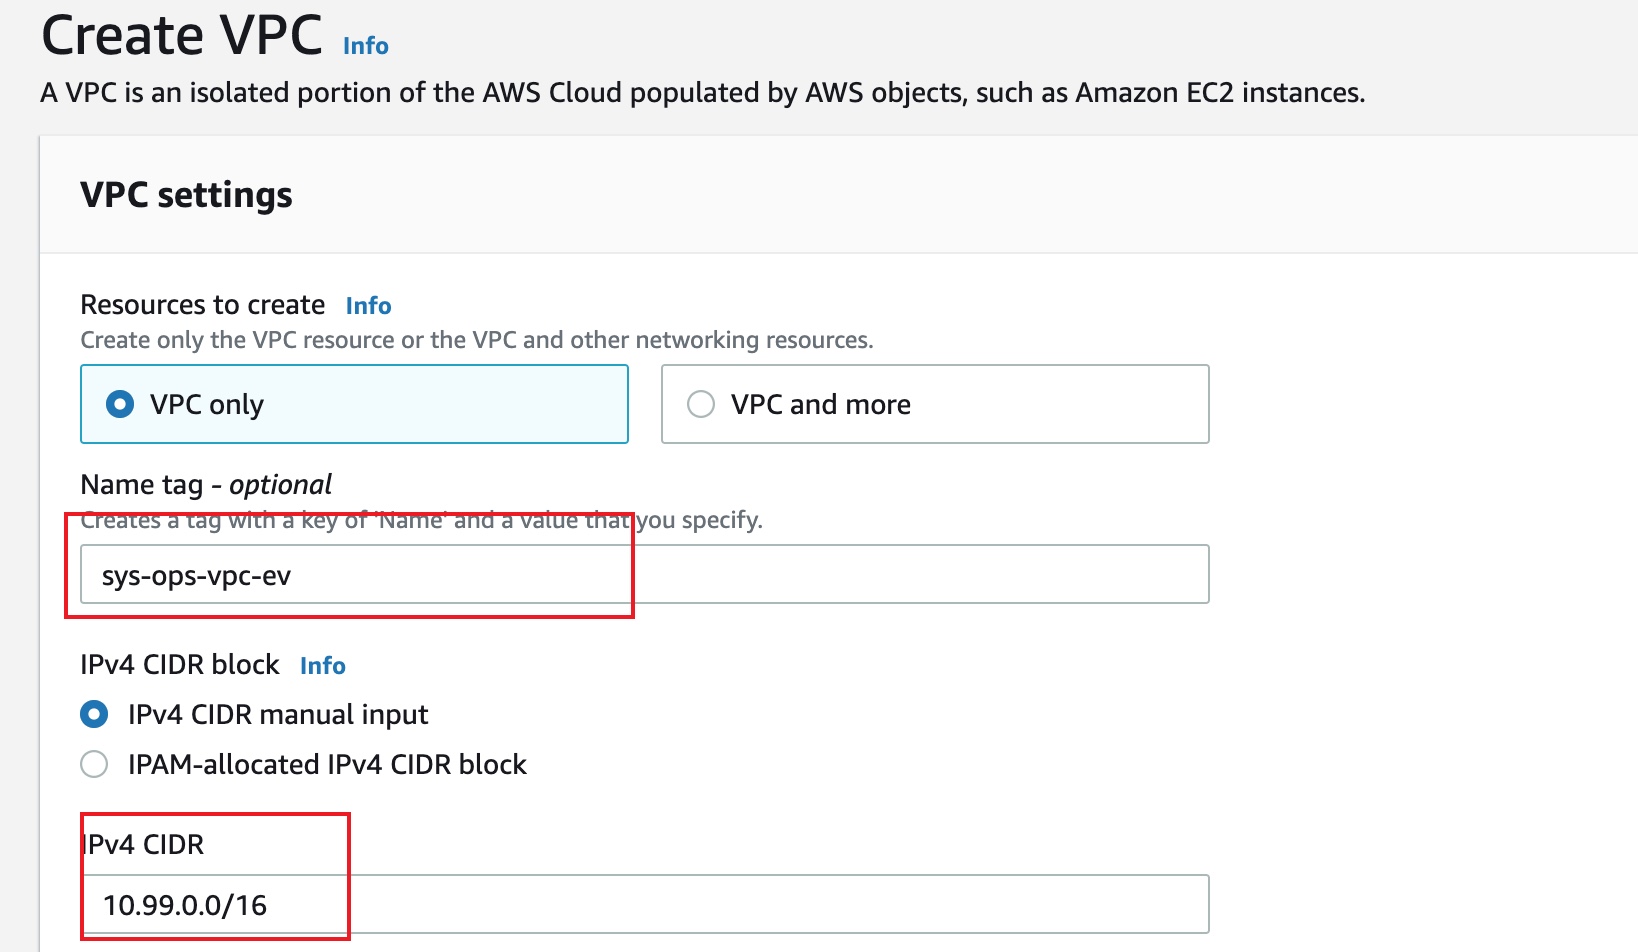 Create VPC Info
A VPC is an isolated portion of the AWS Cloud populated by AWS objects, such as Amazon EC2 instances.
VPC settings
Resources to create Info
Create only the VPC resource or the VPC and other networking resources.
VPC only
VPC and more
Name tag - optional
Creates a tag with a key of 'Name' and a value that you specify.
sys-ops-vpc-ev
IPv4 CIDR block Info
IPv4 CIDR manual input
IPAM-allocated IPv4 CIDR block
IPv4 CIDR
10.99.0.0/16